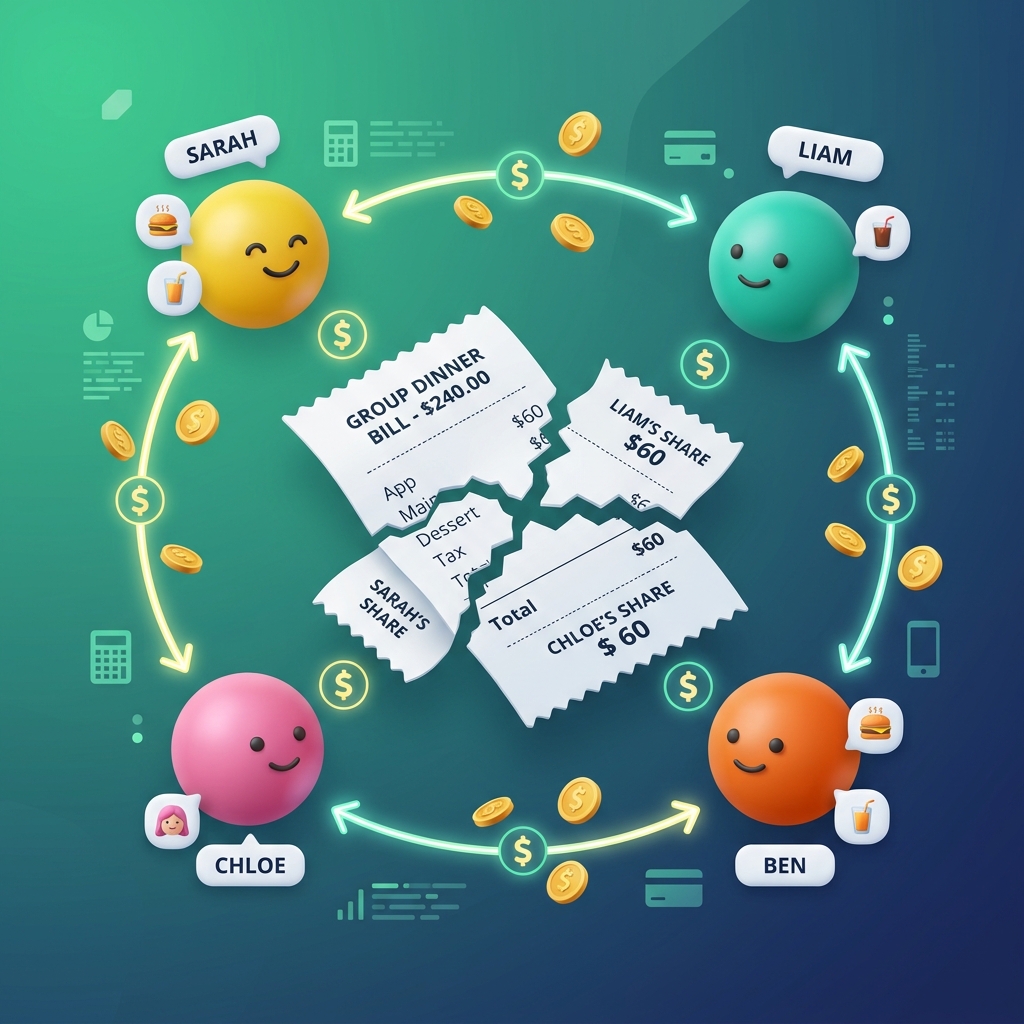 SARAH
LIAM
$
$
$
GROUP DINNER
BILL - $240.00
$60
App
LIAM'S SHARE
$60
Dessert
Tax
SARAH'S
SHARE
$60
Total
CHLOE'S SHARE
$ 60
$
$
$
$
$
CHLOE
BEN